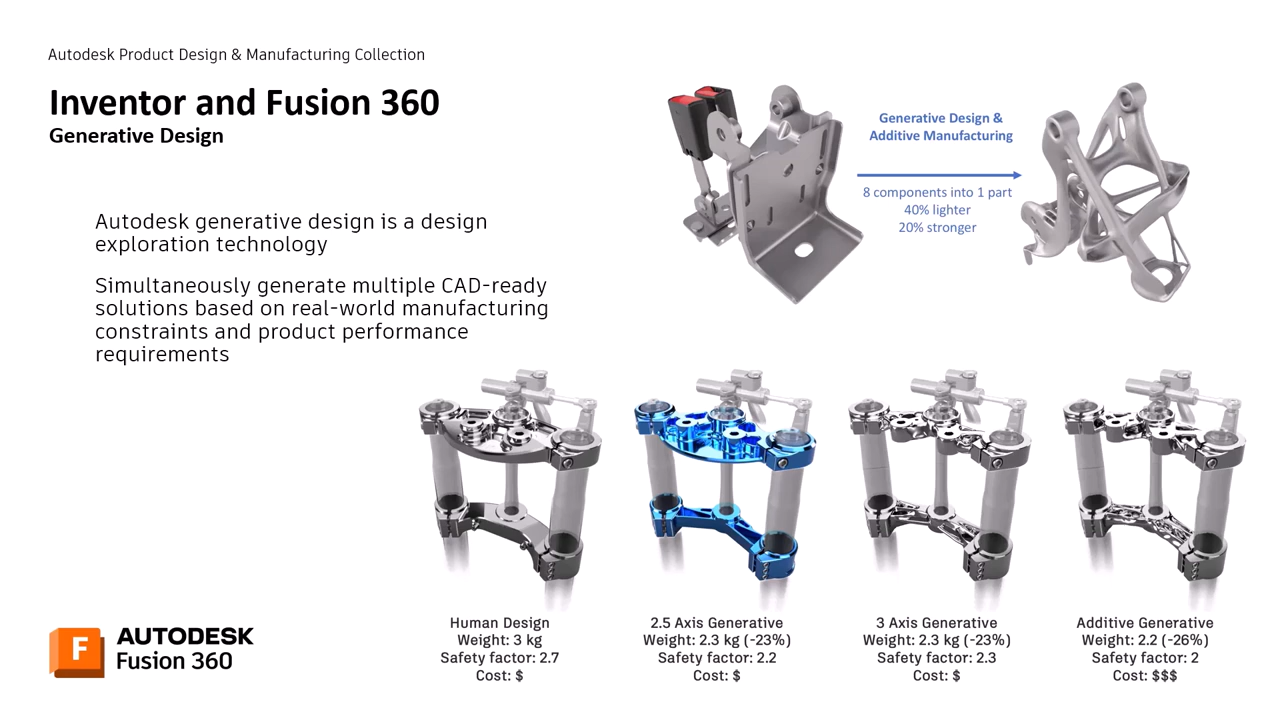 Autodesk Product Design & Manufacturing Collection
Inventor and Fusion 360
Generative Design
Autodesk generative design is a design
exploration technology
Simultaneously generate multiple CAD-ready
solutions based on real-world manufacturing
constraints and product performance
requirements
Generative Design &
Additive Manufacturing
8 components into 1 part
40% lighter
20% stronger
Human Design
Weight: 3 kg
Safety factor: 2.7
Cost: $
2.5 Axis Generative
Weight: 2.3 kg (-23%)
Safety factor: 2.2
Cost: $
3 Axis Generative
Weight: 2.3 kg (-23%)
Safety factor: 2.3
Cost: $
Additive Generative
Weight: 2.2 (-26%)
Safety factor: 2
Cost: $$$
F
AUTODESK
Fusion 360